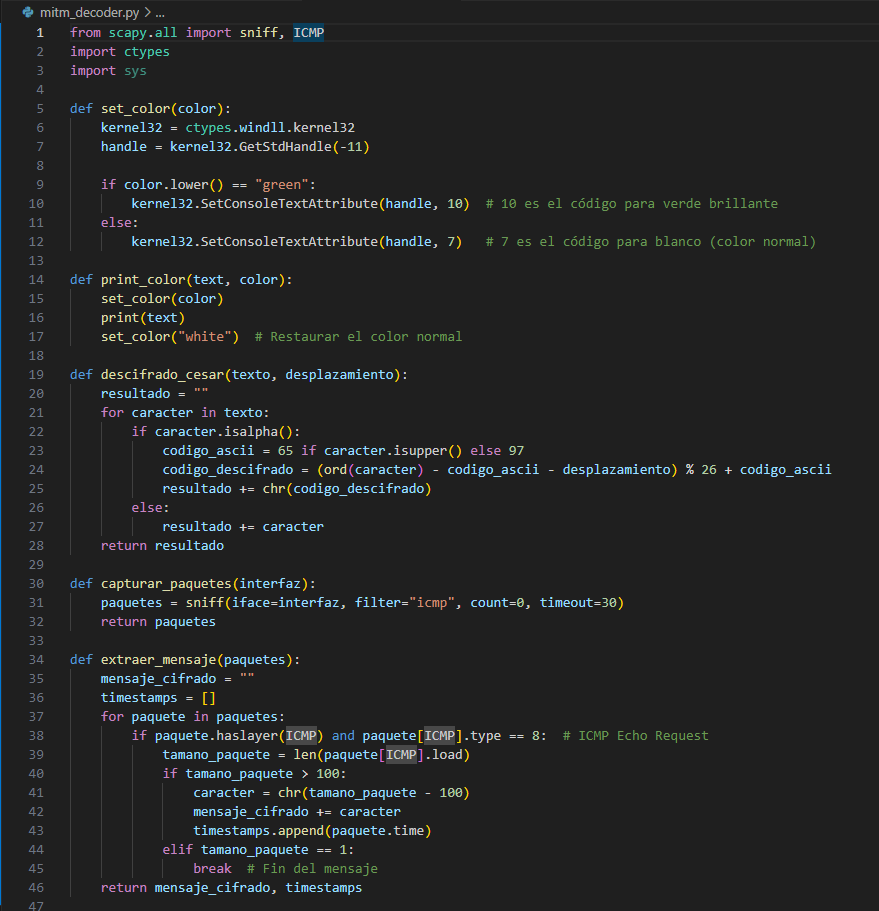 mitm_decoder.py > ...
1 from scapy.all import sniff, ICMP
2 import ctypes
3 import sys
4
5 def set_color(color):
6     kernel32 = ctypes.windll.kernel32
7     handle = kernel32.GetStdHandle(-11)
8
9     if color.lower() == "green":
10         kernel32.SetConsoleTextAttribute(handle, 10)  # 10 es el código para verde brillante
11     else:
12         kernel32.SetConsoleTextAttribute(handle, 7)   # 7 es el código para blanco (color normal)
13
14 def print_color(text, color):
15     set_color(color)
16     print(text)
17     set_color("white")  # Restaurar el color normal
18
19 def descifrado_cesar(texto, desplazamiento):
20     resultado = ""
21     for caracter in texto:
22         if caracter.isalpha():
23             codigo_ascii = 65 if caracter.isupper() else 97
24             codigo_descifrado = (ord(caracter) - codigo_ascii - desplazamiento) % 26 + codigo_ascii
25             resultado += chr(codigo_descifrado)
26         else:
27             resultado += caracter
28     return resultado
29
30 def capturar_paquetes(interfaz):
31     paquetes = sniff(iface=interfaz, filter="icmp", count=0, timeout=30)
32     return paquetes
33
34 def extraer_mensaje(paquetes):
35     mensaje_cifrado = ""
36     timestamps = []
37     for paquete in paquetes:
38         if paquete.haslayer(ICMP) and paquete[ICMP].type == 8:  # ICMP Echo Request
39             tamano_paquete = len(paquete[ICMP].load)
40             if tamano_paquete > 100:
41                 caracter = chr(tamano_paquete - 100)
42                 mensaje_cifrado += caracter
43                 timestamps.append(paquete.time)
44             elif tamano_paquete == 1:
45                 break  # Fin del mensaje
46     return mensaje_cifrado, timestamps
47